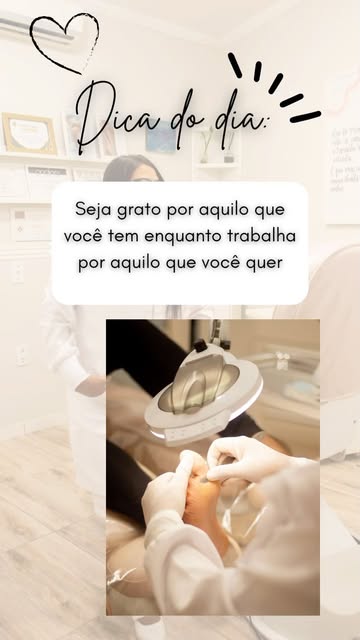 Dica do dia:
Seja grato por aquilo que
você tem enquanto trabalha
por aquilo que você quer